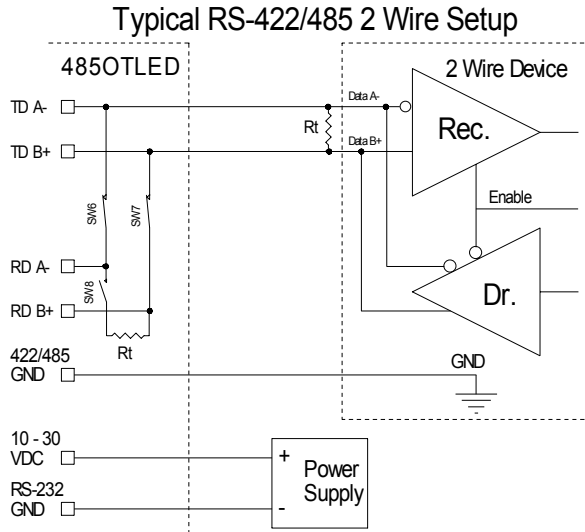 Typical RS-422/485 2 Wire Setup
485OTLED
2 Wire Device
TD A-
Data A-
Rt
Rec.
TD B+
Data B+
SW6
SW7
Enable
RD A-
SW8
RD B+
Dr.
Rt
422/485
GND
GND
10 - 30
VDC
+
Power
Supply
RS-232
GND
-